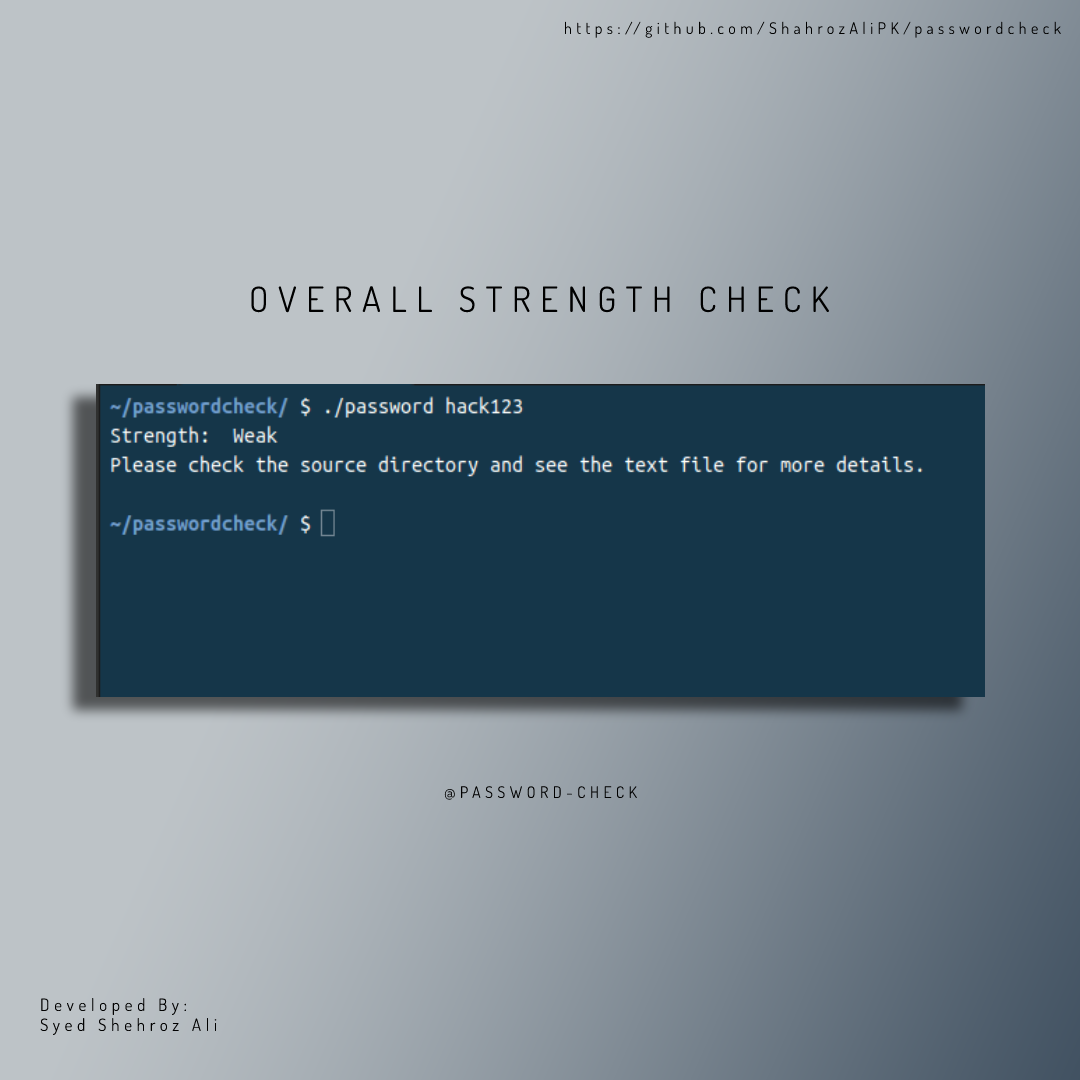 https://github.com/ShahrozAliPK/passwordcheck
OVERALL STRENGTH CHECK
~/passwordcheck/ $ ./password hack123
Strength:  Weak
Please check the source directory and see the text file for more details.
~/passwordcheck/ $
@PASSWORD-CHECK
Developed By:
Syed Shehroz Ali